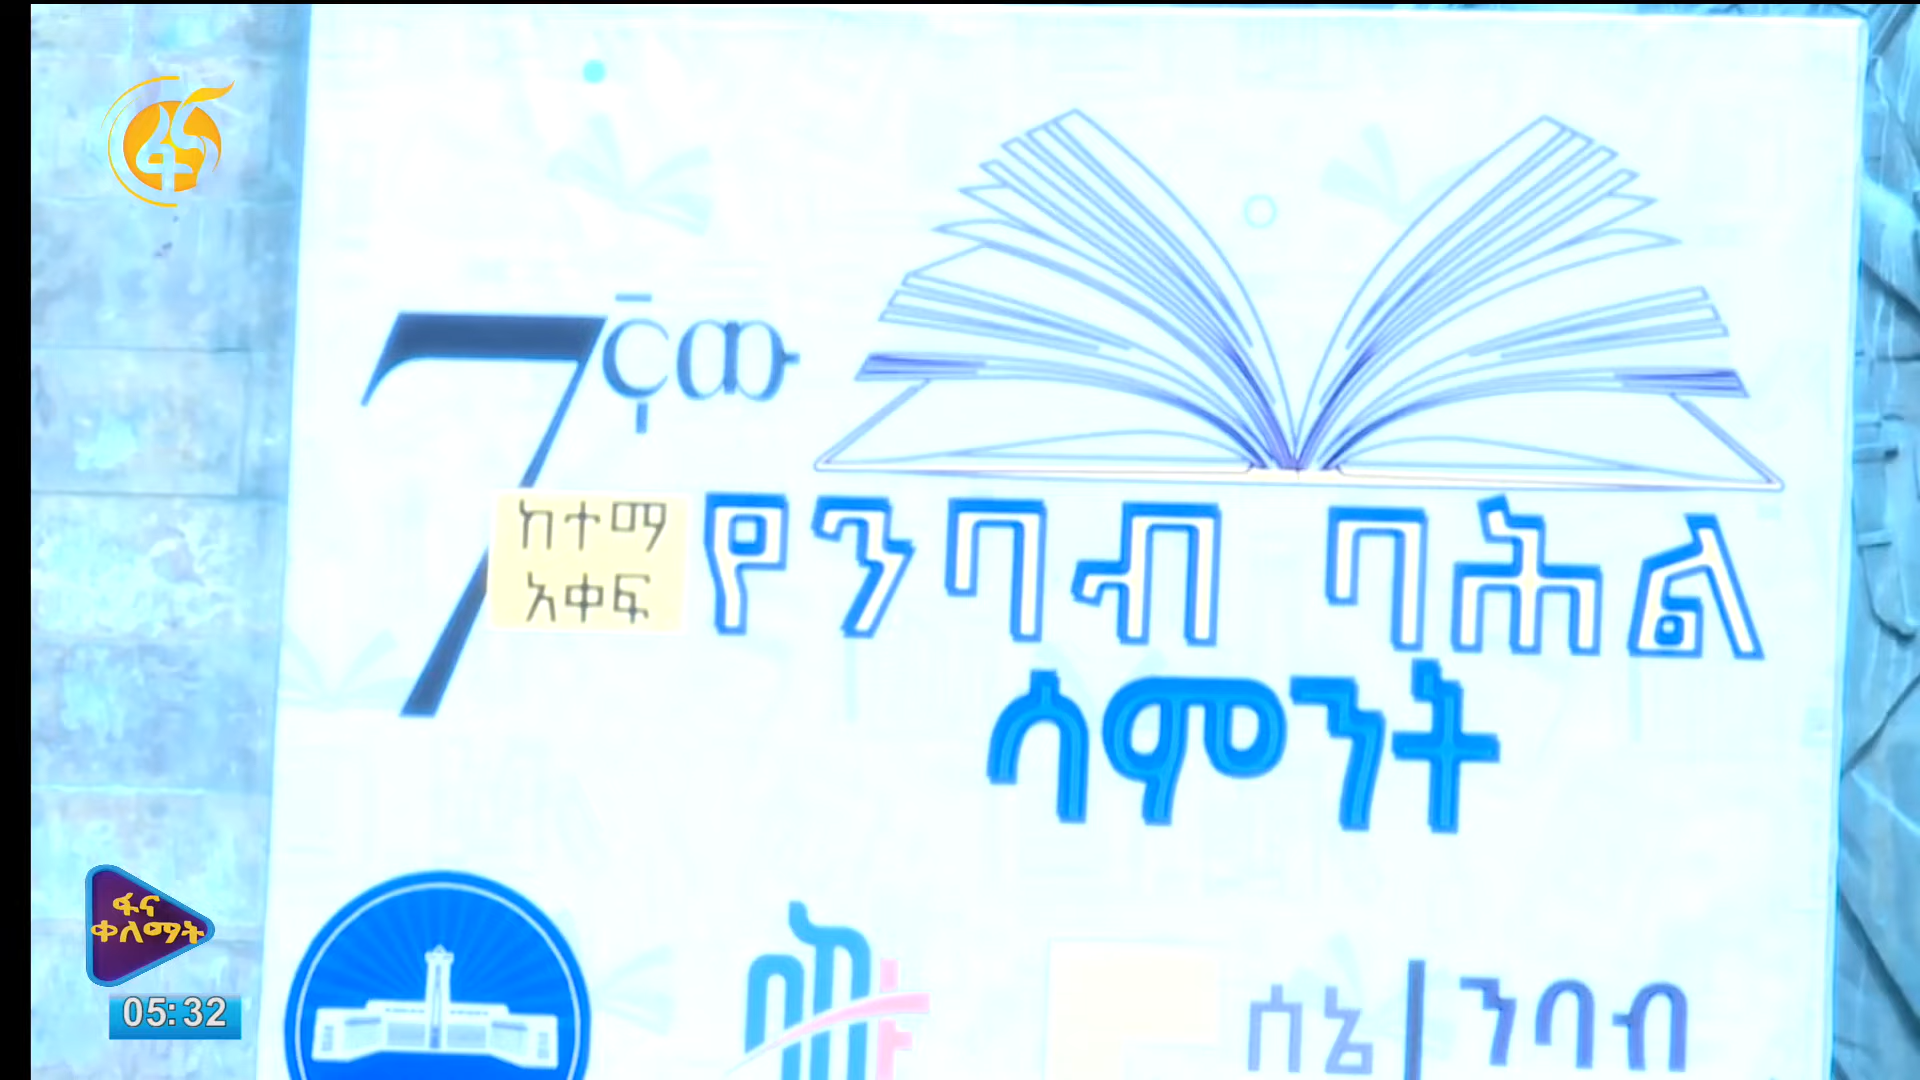 7ኛው
ከተማ
አቀፍ
የንባብ ባሕል
ሳምንት
ፋና
ቀለማት
05:32
ሰኔ | ንባብ